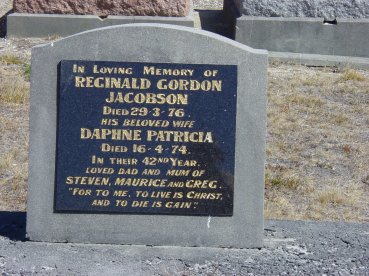 In Loving Memory of
REGINALD GORDON
JACOBSON
DIED 29-3-76.
HIS BELOVED WIFE
DAPHNE PATRICIA
DIED 16-4-74.
IN THEIR 42ND YEAR.
LOVED DAD AND MUM OF
STEVEN, MAURICE AND GREG.
"FOR TO ME, TO LIVE IS CHRIST,
AND TO DIE IS GAIN."